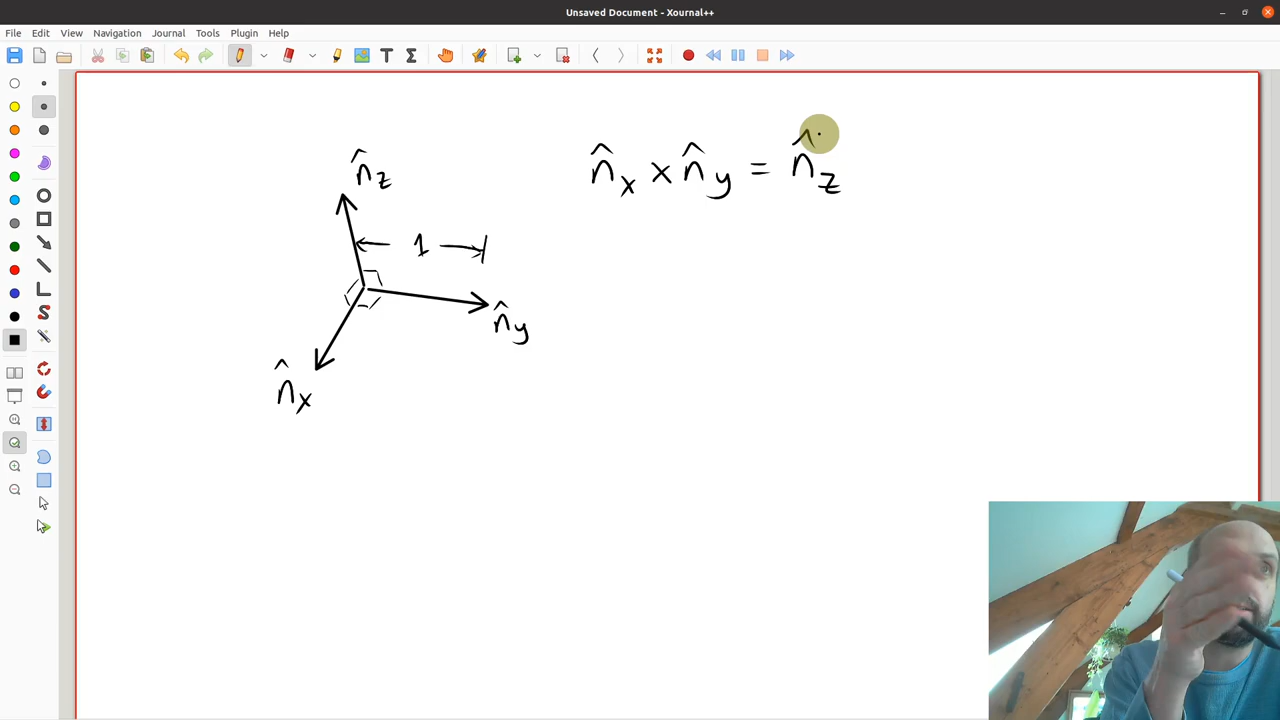 Unsaved Document - Xournal++
File Edit View Navigation Journal Tools Plugin Help
n̂z
n̂x × n̂y = n̂z
1
n̂y
n̂x